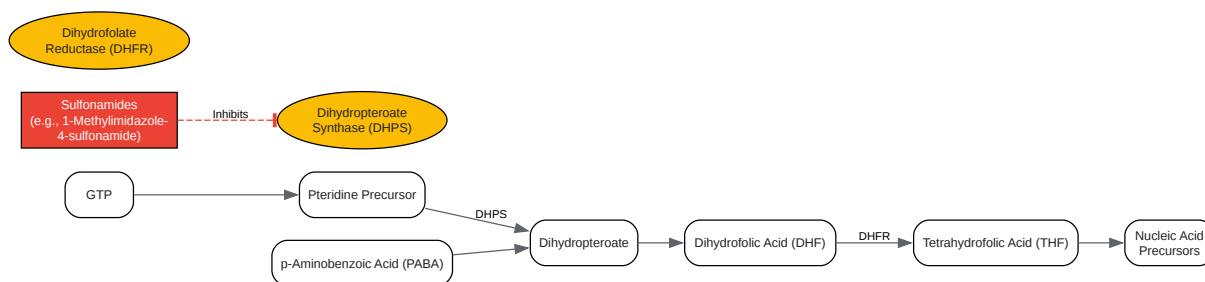 Dihydrofolate
Reductase (DHFR)
Sulfonamides
(e.g., 1-Methylimidazole-
4-sulfonamide)
Inhibits
Dihydropteroate
Synthase (DHPS)
GTP
Pteridine Precursor
DHPS
p-Aminobenzoic Acid (PABA)
Dihydropteroate
Dihydrofolic Acid (DHF)
DHFR
Tetrahydrofolic Acid (THF)
Nucleic Acid
Precursors